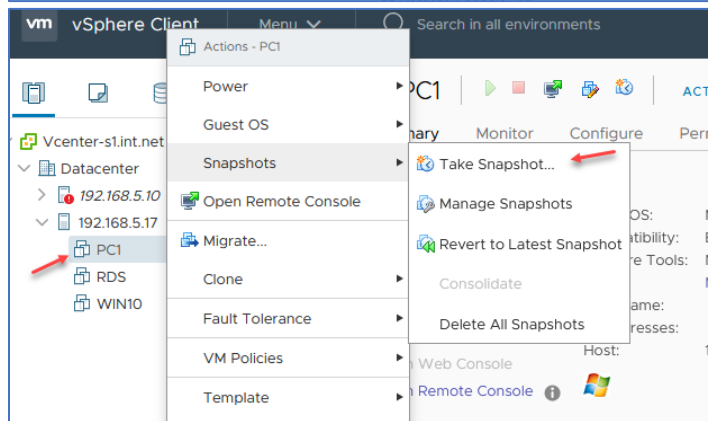 vm vSphere Client Menu Search in all environments
Actions - PC1
Power
Guest OS
Snapshots
Open Remote Console
Migrate...
Clone
Fault Tolerance
VM Policies
Template
Vcenter-s1.int.net
Datacenter
192.168.5.10
192.168.5.17
PC1
RDS
WIN10
PC1 ACT
mary Monitor Configure Per
Take Snapshot...
Manage Snapshots
Revert to Latest Snapshot
Consolidate
Delete All Snapshots
OS:
atibility:
re Tools:
ame:
resses:
Host:
Web Console
Remote Console